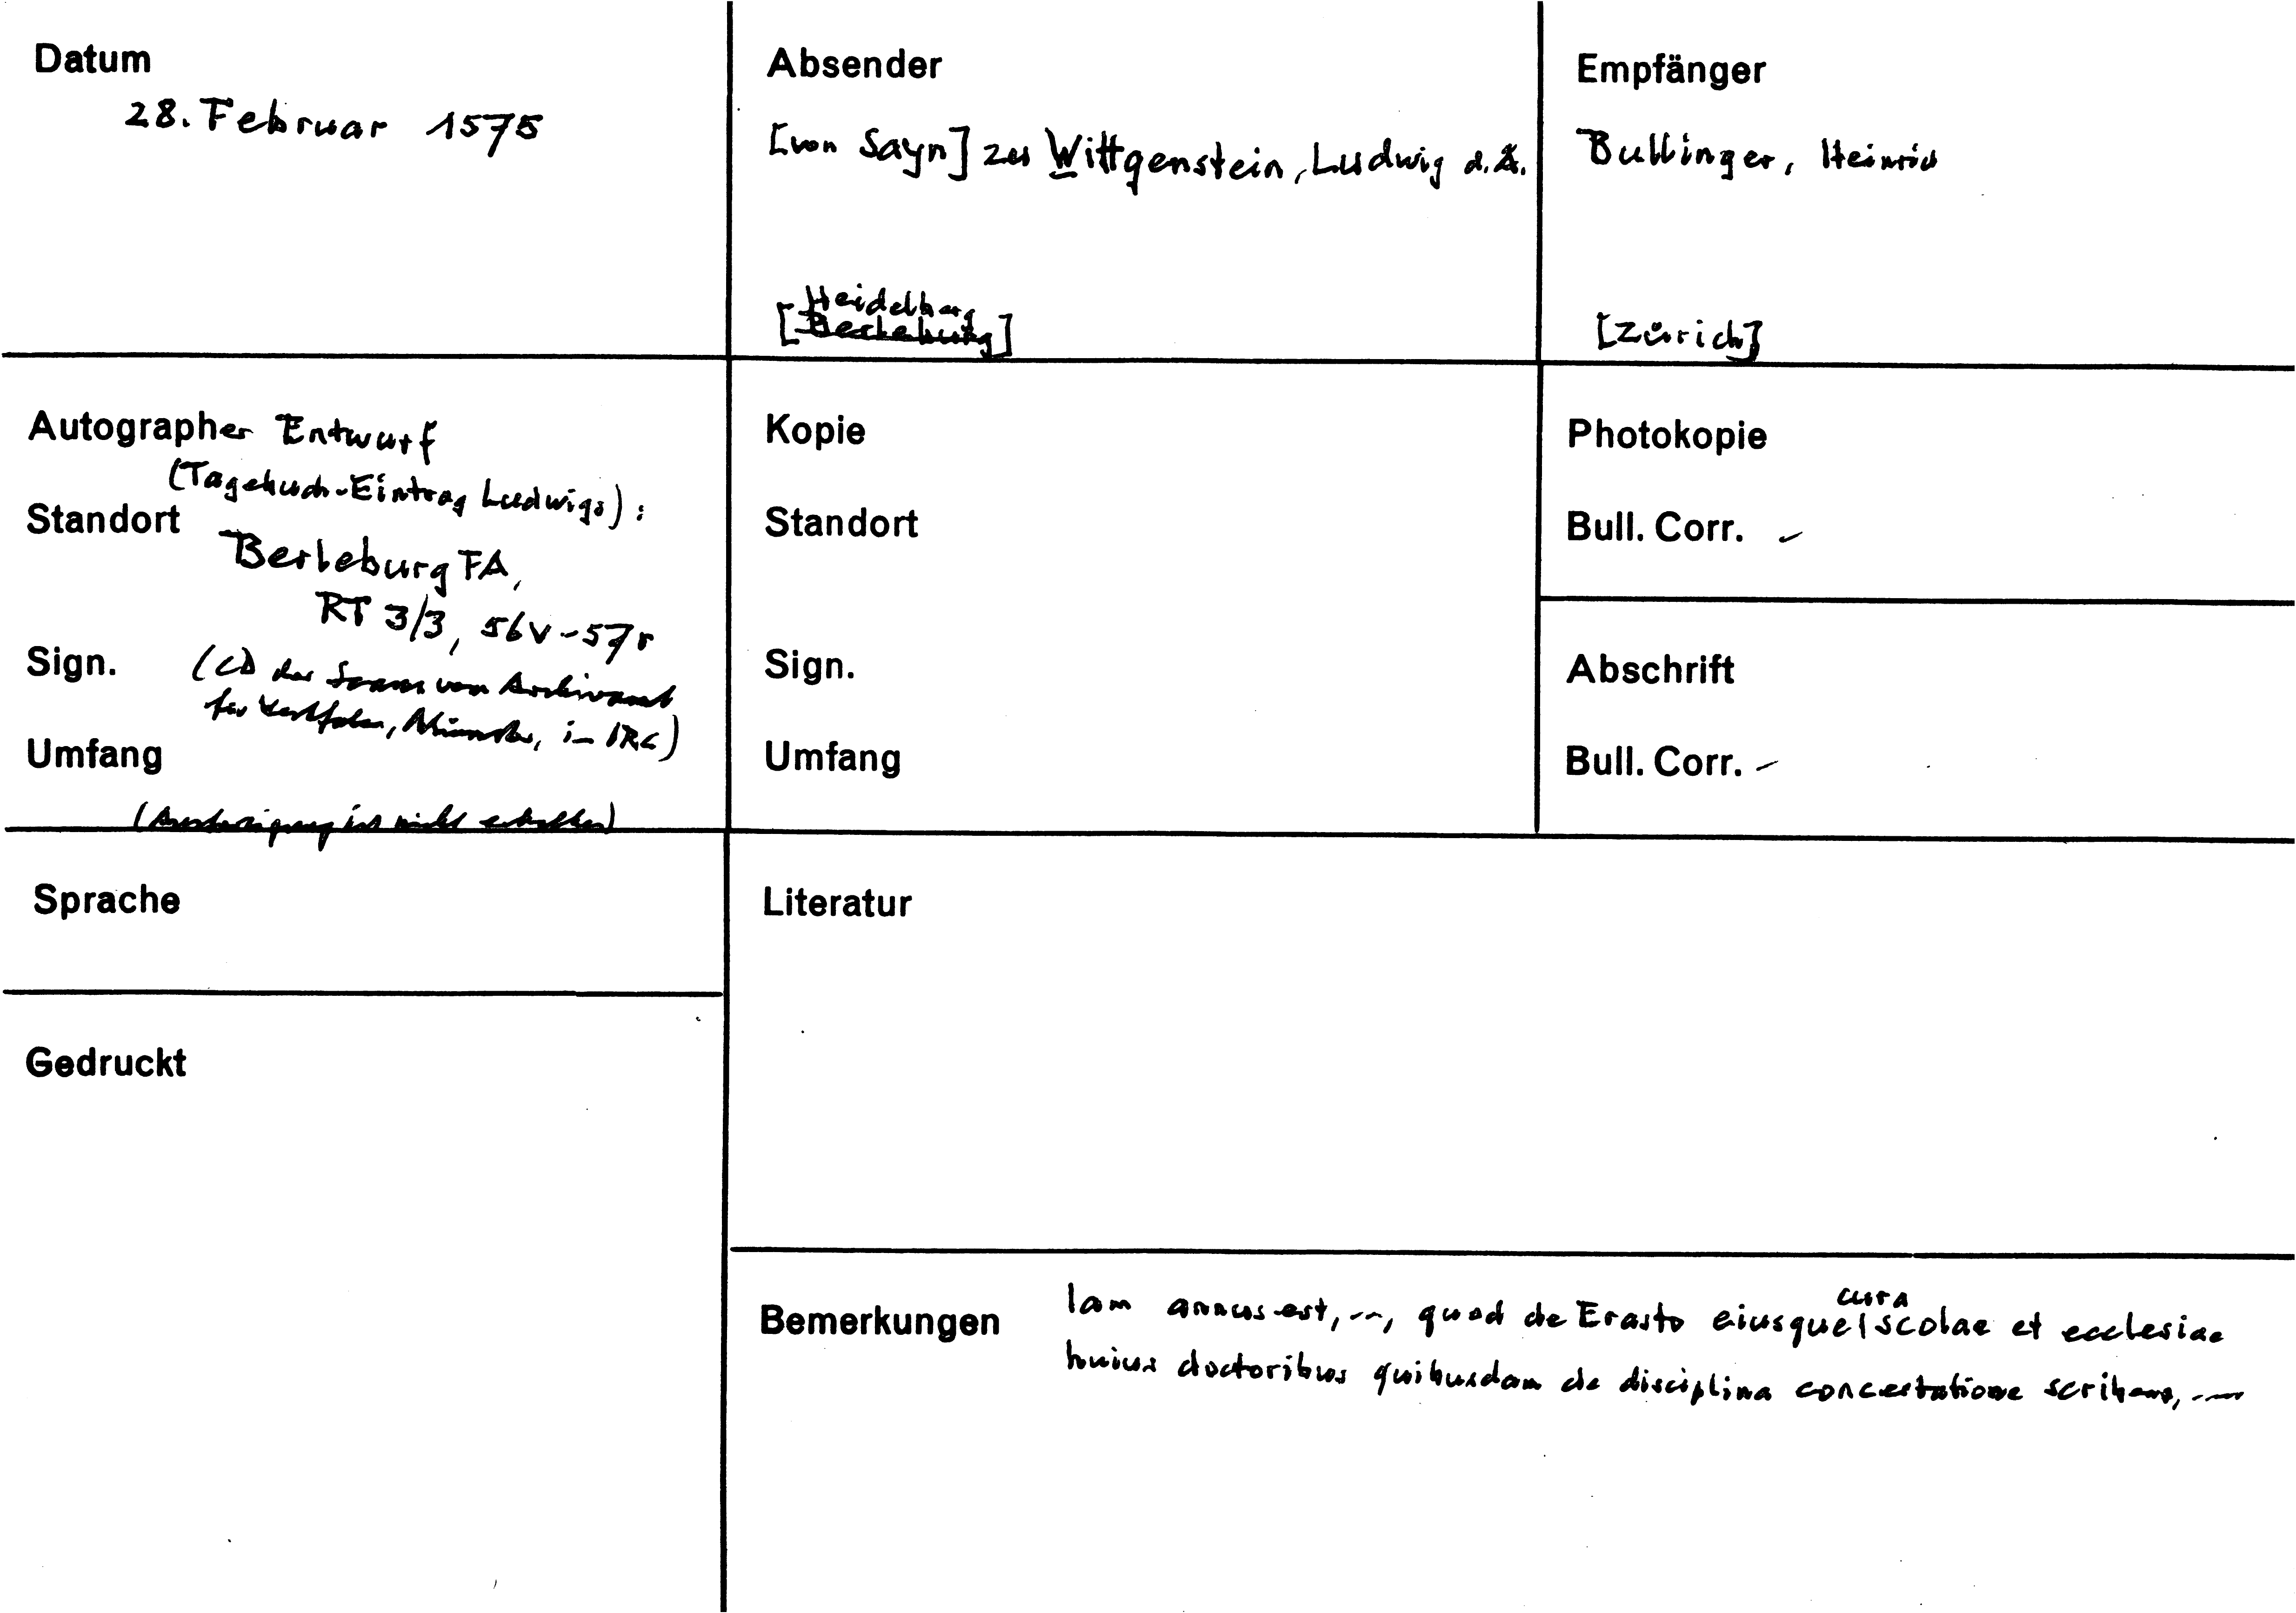 Datum
28. Februar 1575
Absender
[von Sayn] zu Wittgenstein, Ludwig d. Ä.
Heidelberg
[Berleburg]
Empfänger
Bullinger, Heinrich
[Zürich]
Autographer Entwurf
(Tagebuch-Eintrag Ludwigs):
Standort
Berleburg FA,
RT 3/3, 56v-57r
Sign.
(CD der Scans vom Archivamt
für Westfalen, Münster, im IRG)
Umfang
(Ausfertigung ist nicht erhalten)
Kopie
Standort
Sign.
Umfang
Photokopie
Bull. Corr. -
Abschrift
Bull. Corr. -
Sprache
Gedruckt
Literatur
Bemerkungen
Iam annus est, ..., quod de Erasto eiusque cura scolae et ecclesiae
huius doctoribus quibusdam de disciplina concertatione scribens, ...